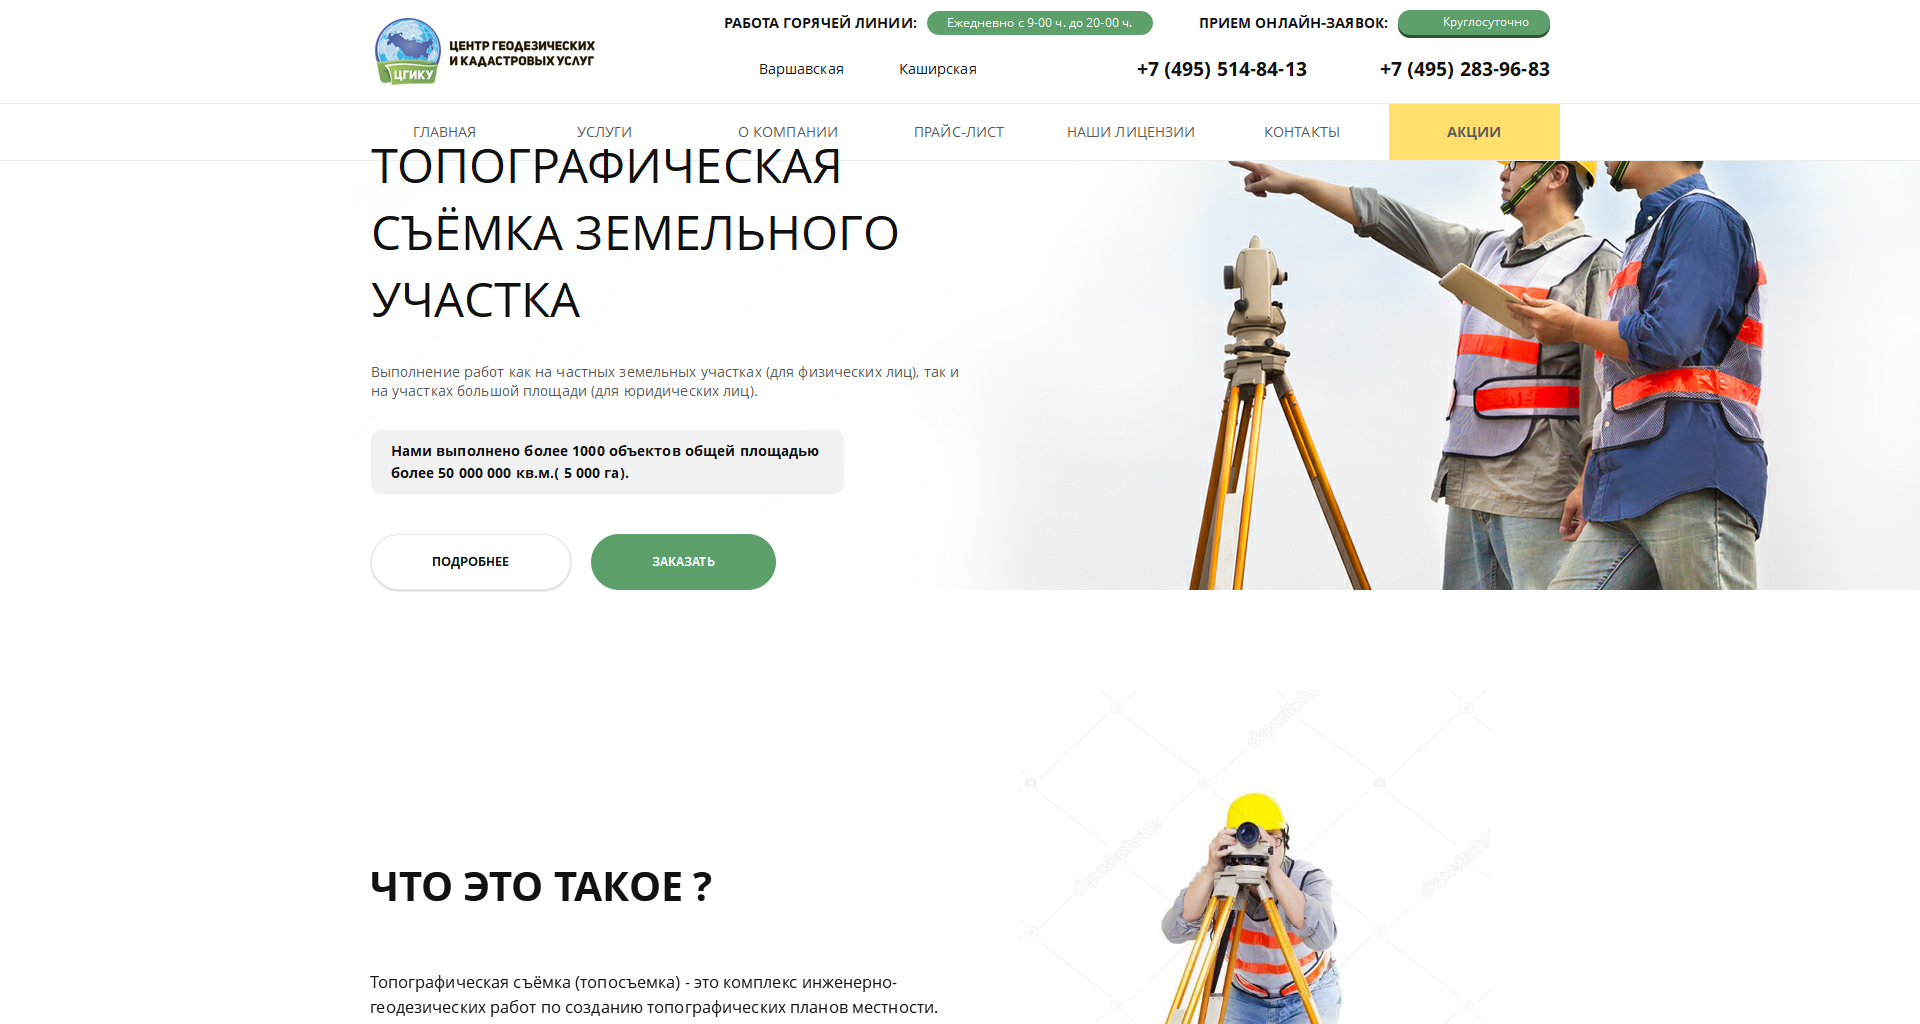 РАБОТА ГОРЯЧЕЙ ЛИНИИ: Ежедневно с 9-00 ч. до 20-00 ч. ПРИЕМ ОНЛАЙН-ЗАЯВОК: Круглосуточно
ЦЕНТР ГЕОДЕЗИЧЕСКИХ
И КАДАСТРОВЫХ УСЛУГ
ЦГИКУ
Варшавская Каширская +7 (495) 514-84-13 +7 (495) 283-96-83
ГЛАВНАЯ УСЛУГИ О КОМПАНИИ ПРАЙС-ЛИСТ НАШИ ЛИЦЕНЗИИ КОНТАКТЫ АКЦИИ
ТОПОГРАФИЧЕСКАЯ
СЪЁМКА ЗЕМЕЛЬНОГО
УЧАСТКА
Выполнение работ как на частных земельных участках (для физических лиц), так и
на участках большой площади (для юридических лиц).
Нами выполнено более 1000 объектов общей площадью
более 50 000 000 кв.м.( 5 000 га).
ПОДРОБНЕЕ ЗАКАЗАТЬ
depositphotos
depositphotos
ЧТО ЭТО ТАКОЕ ?
Топографическая съёмка (топосъемка) - это комплекс инженерно-
геодезических работ по созданию топографических планов местности.